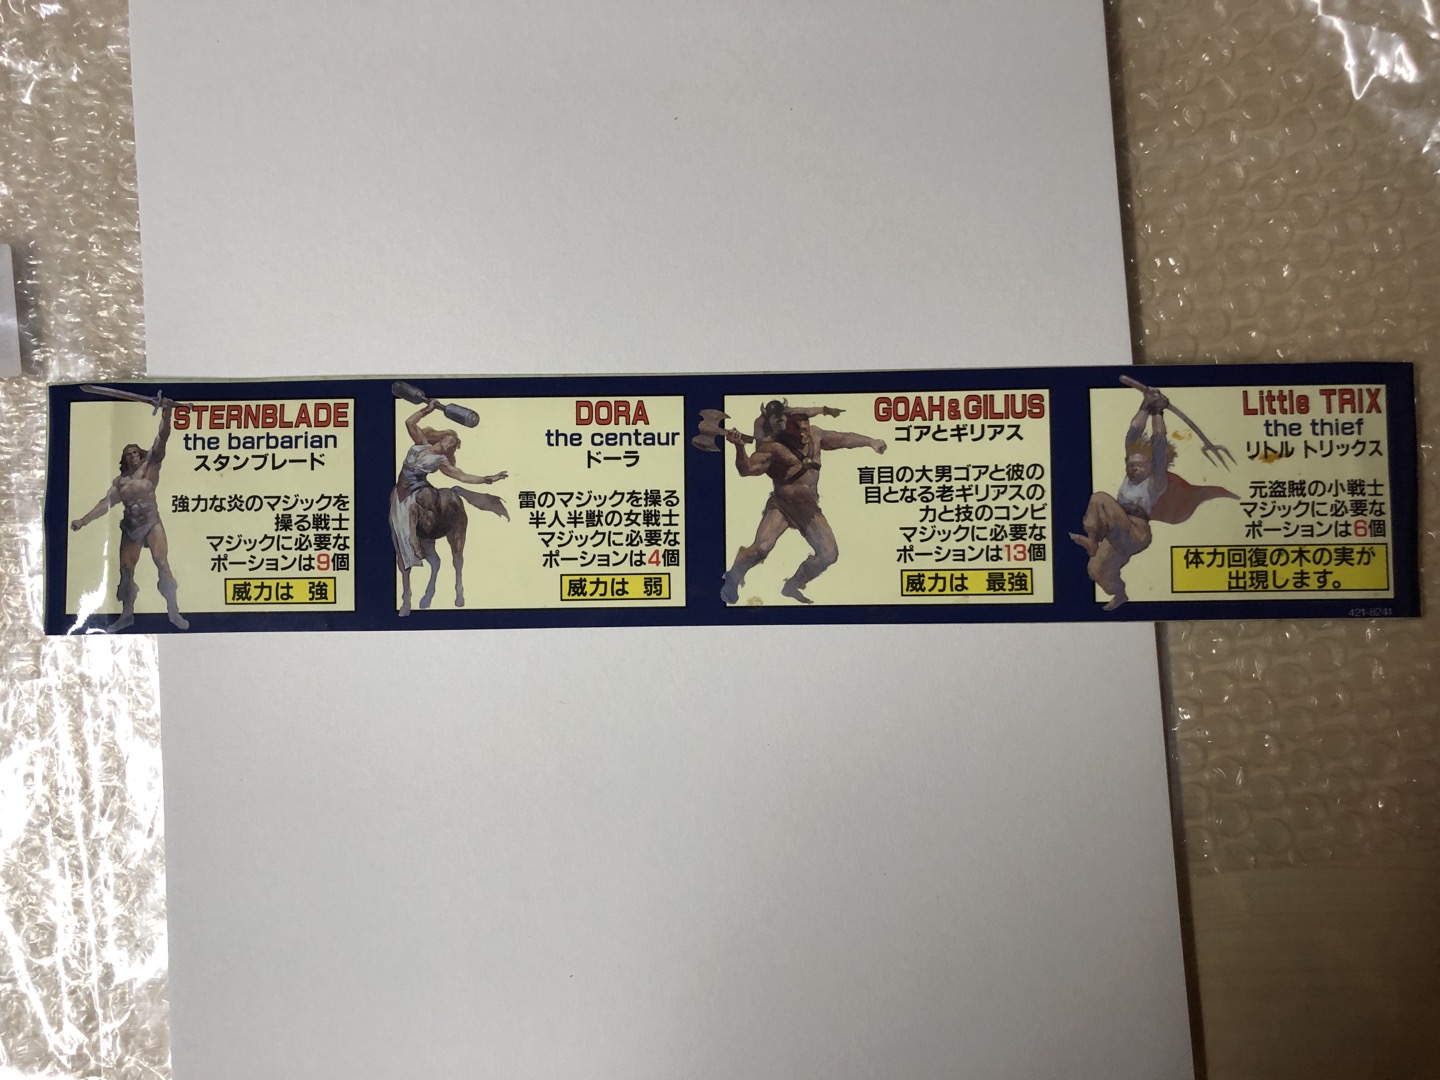 STERNBLADE
the barbarian
スタンブレード
強力な炎のマジックを
操る戦士
マジックに必要な
ポーションは9個
威力は 強
DORA
the centaur
ドーラ
雷のマジックを操る
半人半獣の女戦士
マジックに必要な
ポーションは4個
威力は 弱
GOAH&GILIUS
ゴアとギリアス
盲目の大男ゴアと彼の
目となる老ギリアスの
力と技のコンビ
マジックに必要な
ポーションは13個
威力は 最強
Little TRIX
the thief
リトル トリックス
元盗賊の小戦士
マジックに必要な
ポーションは6個
体力回復の木の実が
出現します。
421-8241